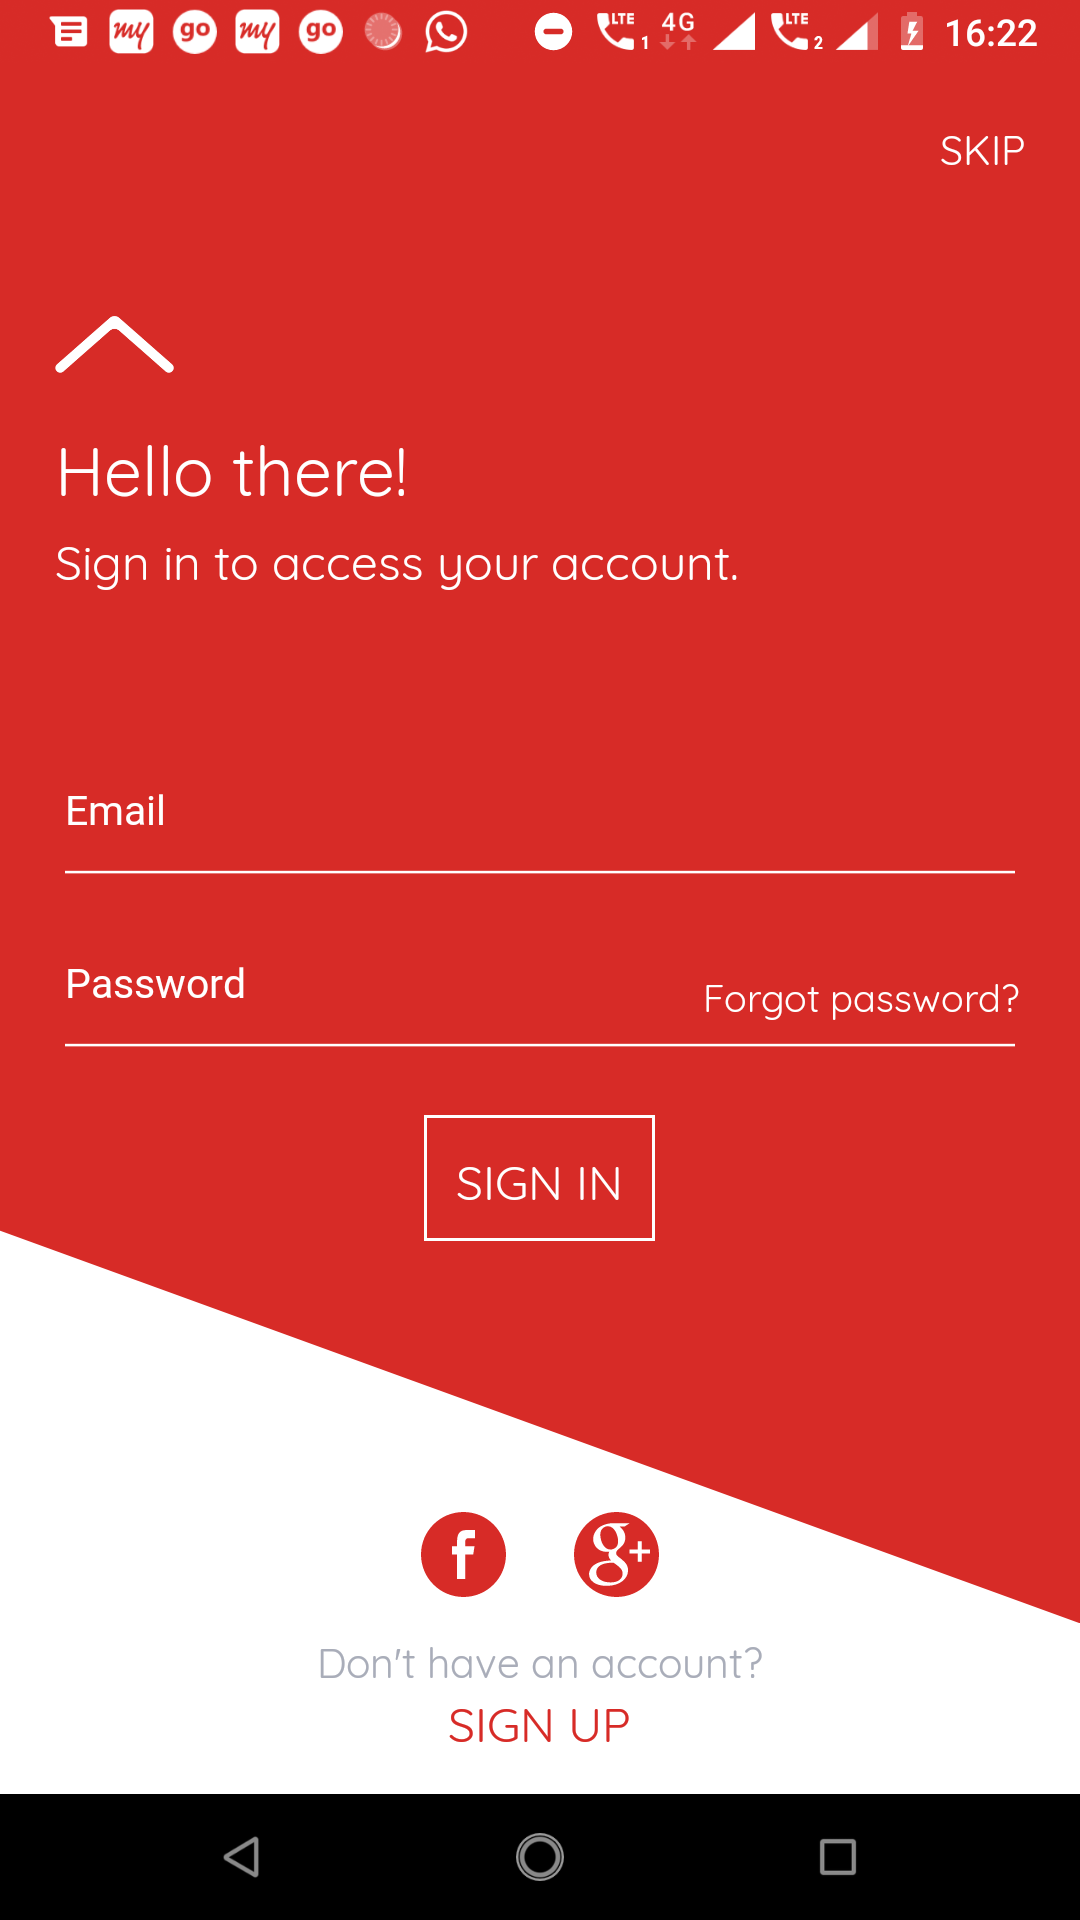 my go my go LTE 1 4G LTE 2 16:22
SKIP
Hello there!
Sign in to access your account.
Email
Password
Forgot password?
SIGN IN
f g+
Don't have an account?
SIGN UP